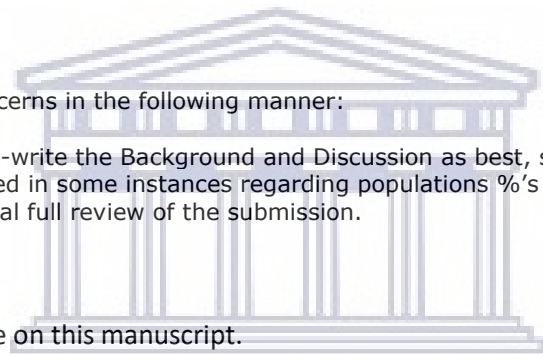 cerns in the following manner:
-write the Background and Discussion as best, s
ed in some instances regarding populations %'s
al full review of the submission.
e on this manuscript.